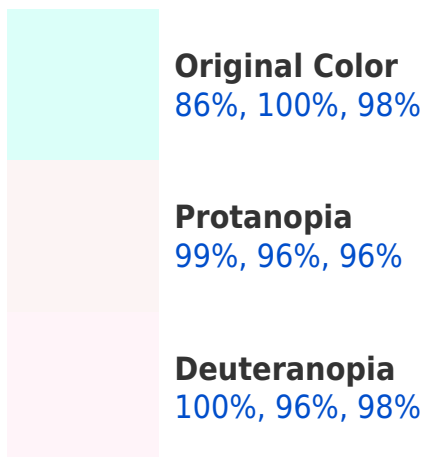 Original Color
86%, 100%, 98%
Protanopia
99%, 96%, 96%
Deuteranopia
100%, 96%, 98%